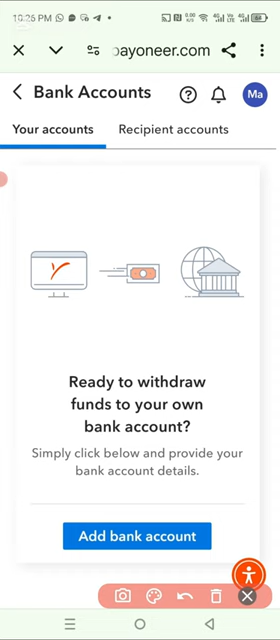 10:26 PM
payoneer.com
Bank Accounts
Ma
Your accounts
Recipient accounts
Ready to withdraw
funds to your own
bank account?
Simply click below and provide your
bank account details.
Add bank account